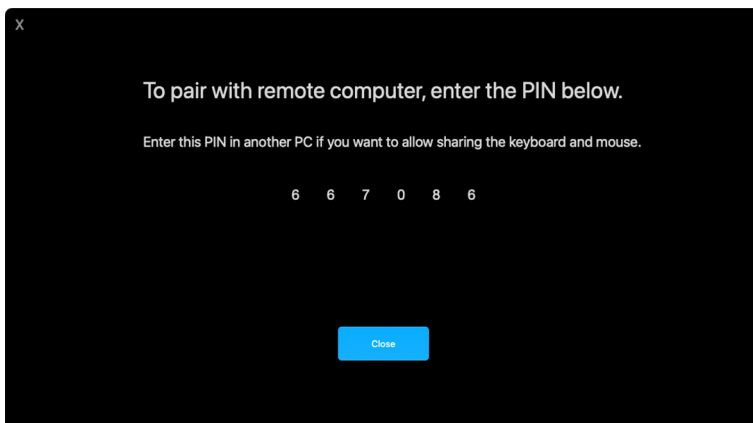 X
To pair with remote computer, enter the PIN below.
Enter this PIN in another PC if you want to allow sharing the keyboard and mouse.
6 6 7 0 8 6
Close